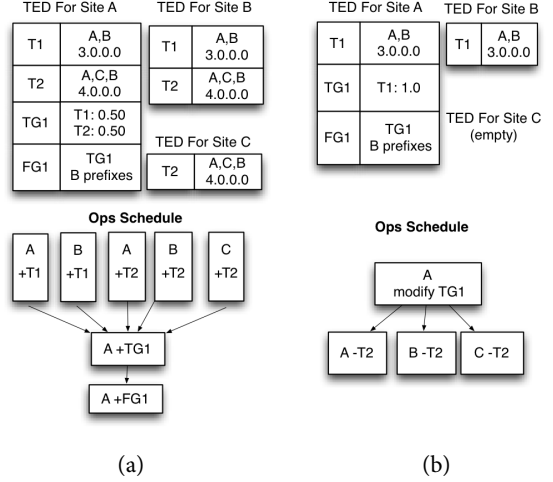 TED For Site A
T1
A,B
3.0.0.0
T2
A,C,B
4.0.0.0
TG1
T1: 0.50
T2: 0.50
FG1
TG1
B prefixes
TED For Site B
T1
A,B
3.0.0.0
T2
A,C,B
4.0.0.0
TED For Site C
T2
A,C,B
4.0.0.0
Ops Schedule
A
+T1
B
+T1
A
+T2
B
+T2
C
+T2
A +TG1
A +FG1
(a)
TED For Site A
T1
A,B
3.0.0.0
TG1
T1: 1.0
FG1
TG1
B prefixes
TED For Site B
T1
A,B
3.0.0.0
TED For Site C
(empty)
Ops Schedule
A
modify TG1
A -T2
B -T2
C -T2
(b)